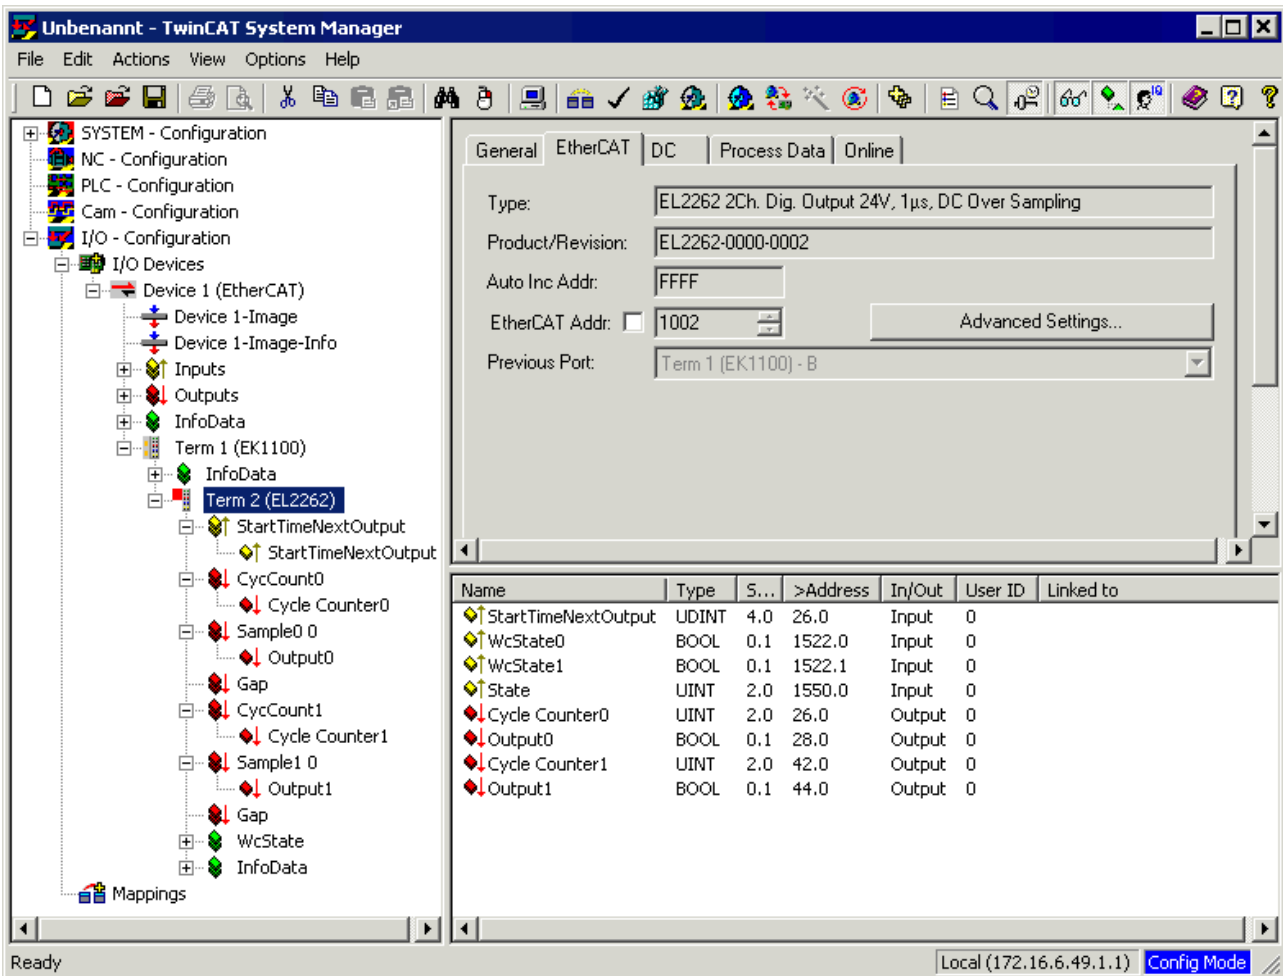 Unbenannt - TwinCAT System Manager
File Edit Actions View Options Help
SYSTEM - Configuration
NC - Configuration
PLC - Configuration
Cam - Configuration
I/O - Configuration
I/O Devices
Device 1 (EtherCAT)
Device 1-Image
Device 1-Image-Info
Inputs
Outputs
InfoData
Term 1 (EK1100)
InfoData
Term 2 (EL2262)
StartTimeNextOutput
StartTimeNextOutput
CycCount0
Cycle Counter0
Sample0 0
Output0
Gap
CycCount1
Cycle Counter1
Sample1 0
Output1
Gap
WcState
InfoData
Mappings
General EtherCAT DC Process Data Online
Type: EL2262 2Ch. Dig. Output 24V, 1µs, DC Over Sampling
Product/Revision: EL2262-0000-0002
Auto Inc Addr: FFFF
EtherCAT Addr: 1002 Advanced Settings...
Previous Port: Term 1 (EK1100) - B
Name Type S... >Address In/Out User ID Linked to
StartTimeNextOutput UDINT 4.0 26.0 Input 0
WcState0 BOOL 0.1 1522.0 Input 0
WcState1 BOOL 0.1 1522.1 Input 0
State UINT 2.0 1550.0 Input 0
Cycle Counter0 UINT 2.0 26.0 Output 0
Output0 BOOL 0.1 28.0 Output 0
Cycle Counter1 UINT 2.0 42.0 Output 0
Output1 BOOL 0.1 44.0 Output 0
Ready Local (172.16.6.49.1.1) Config Mode